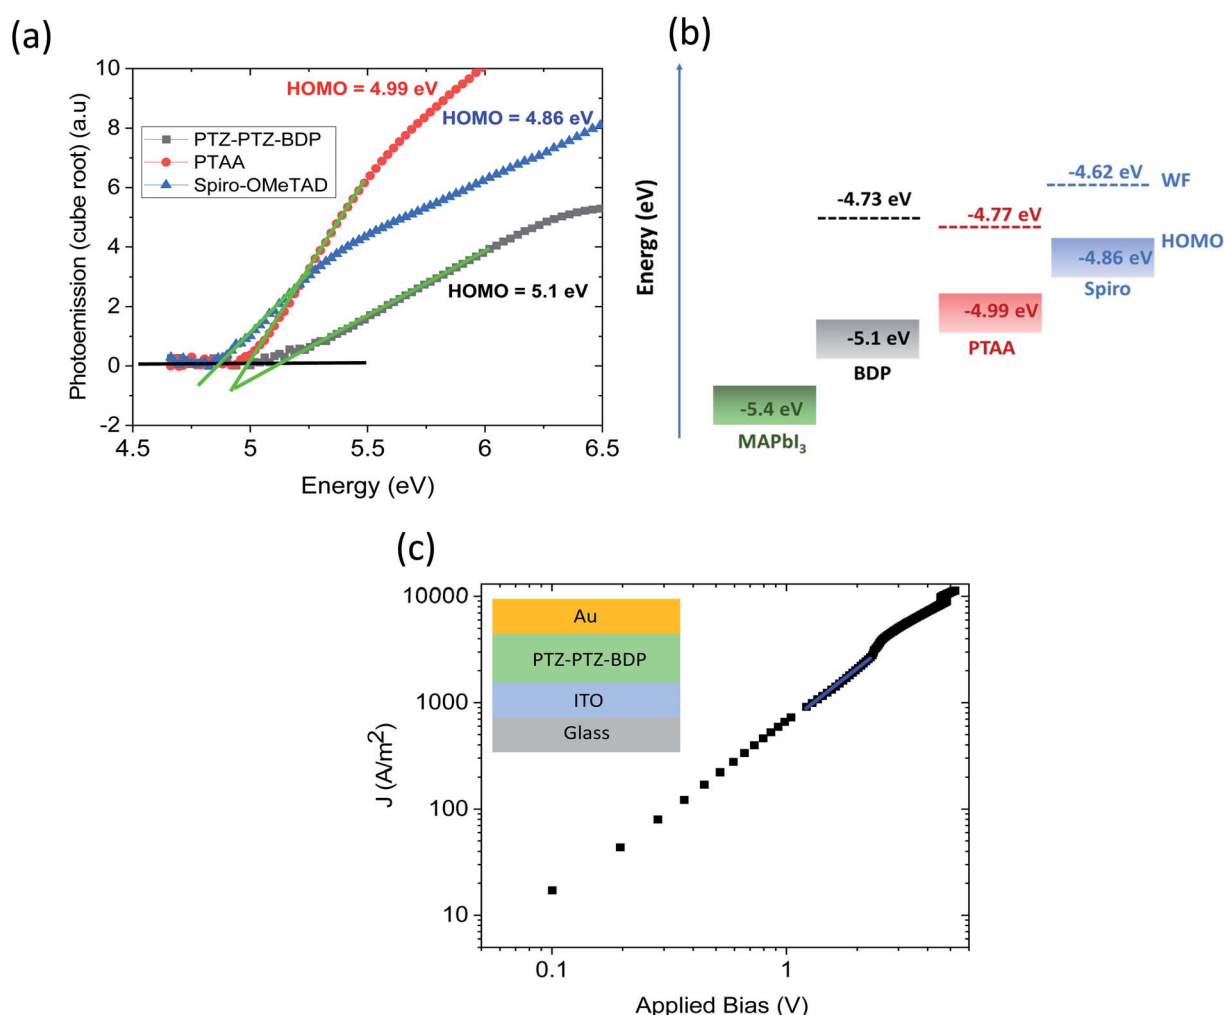 (a)
10
8
6
4
2
0
-2
4.5
5
5.5
6
6.5
Photoemission (cube root) (a.u)
Energy (eV)
PTZ-PTZ-BDP
PTAA
Spiro-OMeTAD
HOMO = 4.99 eV
HOMO = 4.86 eV
HOMO = 5.1 eV
(b)
Energy (eV)
-4.62 eV
WF
-4.73 eV
-4.77 eV
HOMO
-4.86 eV
Spiro
-4.99 eV
PTAA
-5.1 eV
BDP
-5.4 eV
MAPbI₃
(c)
10000
1000
100
10
0.1
1
J (A/m²)
Applied Bias (V)
Au
PTZ-PTZ-BDP
ITO
Glass